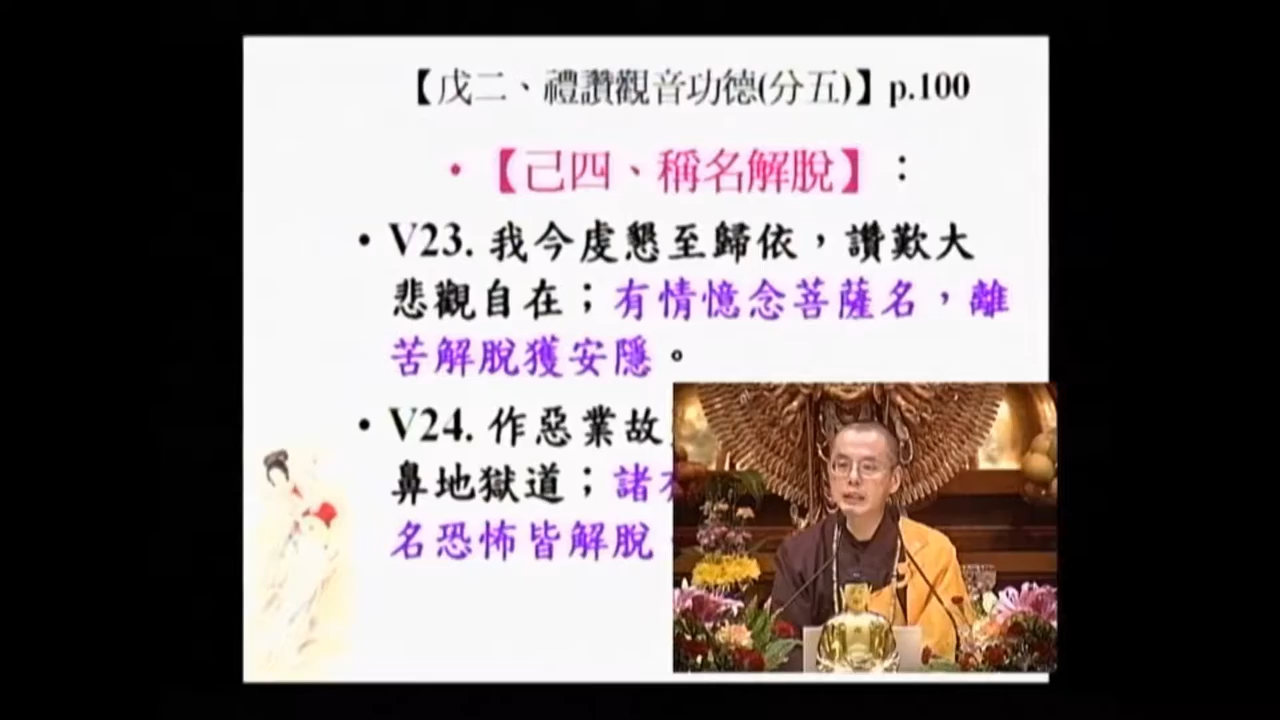 【戊二、禮讚觀音功德(分五)】p.100
•【己四、稱名解脫】：
• V23. 我今虔懇至歸依，讚歎大
悲觀自在；有情憶念菩薩名，離
苦解脫獲安隱。
• V24. 作惡業故
鼻地獄道；諸
名恐怖皆解脫